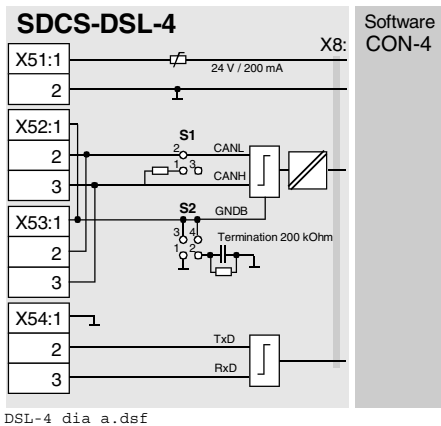 SDCS-DSL-4
Software
CON-4
X8:
X51:1
24 V / 200 mA
2
X52:1
S1
2
2
CANL
1 3
3
CANH
S2
GNDB
X53:1
3 4
Termination 200 kOhm
2
1 2
3
X54:1
2
TxD
3
RxD
DSL-4 dia a.dsf